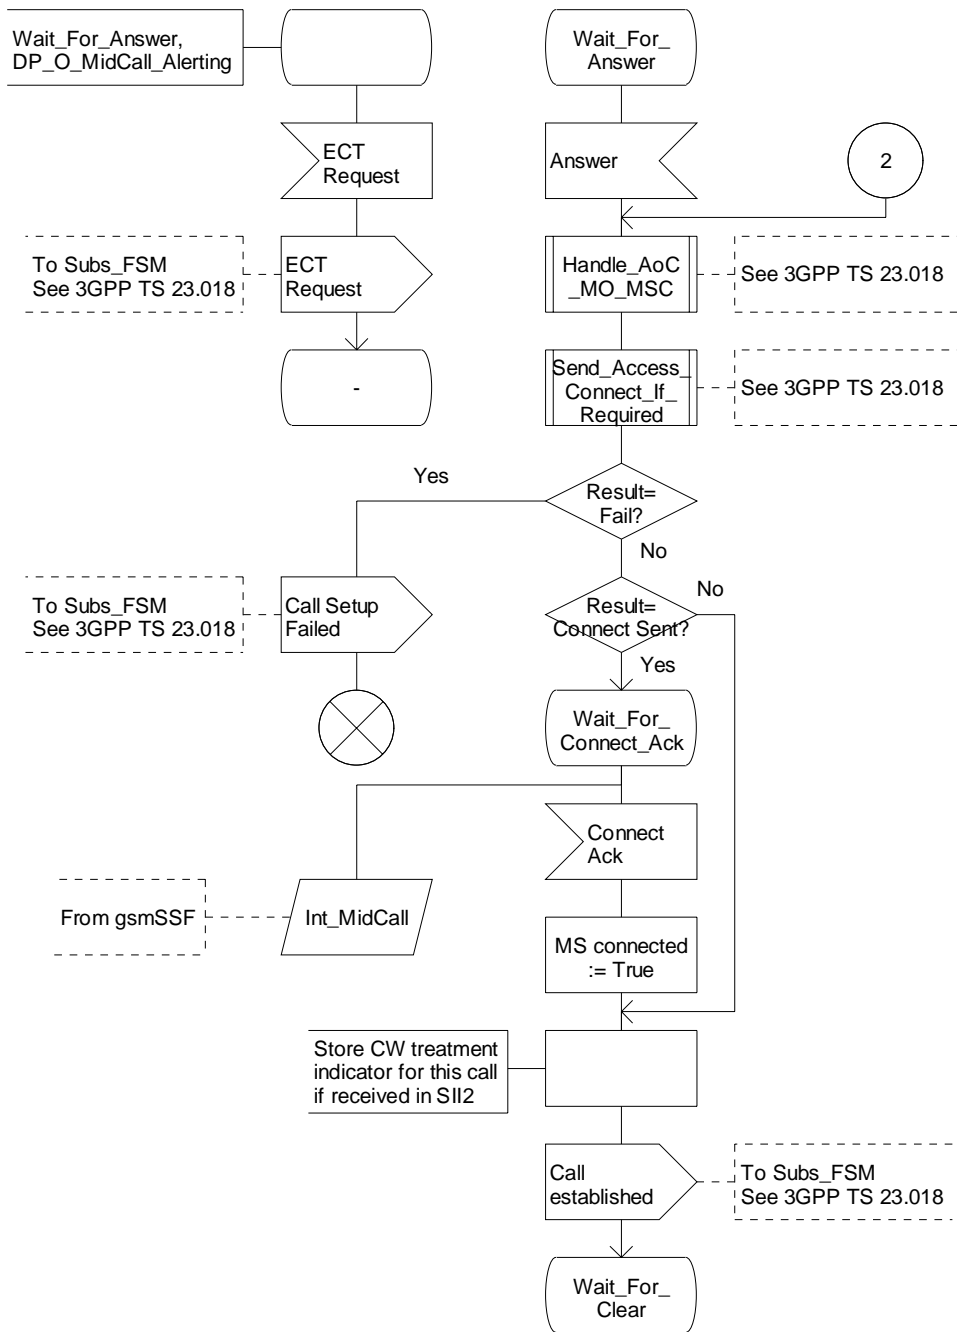 Wait_For_Answer,
DP_O_MidCall_Alerting
Wait_For_
Answer
ECT
Request
Answer
2
To Subs_FSM
See 3GPP TS 23.018
ECT
Request
Handle_AoC
_MO_MSC
See 3GPP TS 23.018
-
Send_Access_
Connect_If_
Required
See 3GPP TS 23.018
Yes
Result=
Fail?
No
To Subs_FSM
See 3GPP TS 23.018
Call Setup
Failed
Result=
Connect Sent?
No
Yes
Wait_For_
Connect_Ack
Connect
Ack
From gsmSSF
Int_MidCall
MS connected
:= True
Store CW treatment
indicator for this call
if received in SII2
Call
established
To Subs_FSM
See 3GPP TS 23.018
Wait_For_
Clear